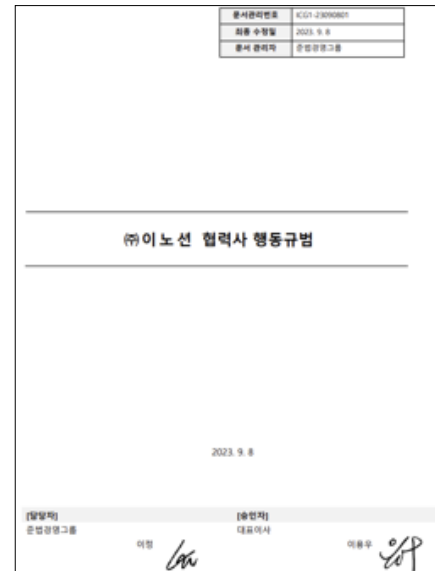 문서관리번호 ICG1-23090801
최종 수정일 2023. 9. 8
문서 관리자 준법경영그룹
㈜이노션 협력사 행동규범
2023. 9. 8
[담당자] [승인자]
준법경영그룹 대표이사
이정 이용우